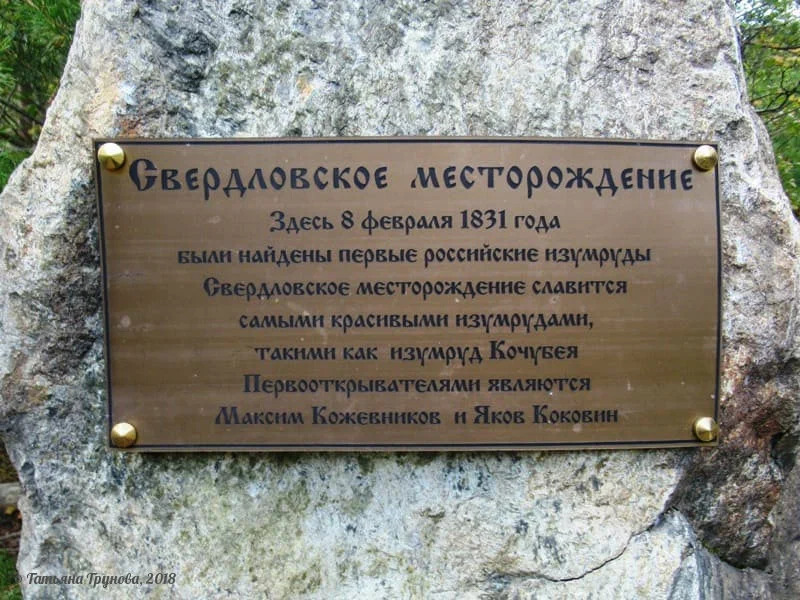 Свердловское месторождение
Здесь 8 февраля 1831 года
были найдены первые российские изумруды
Свердловское месторождение славится
самыми красивыми изумрудами,
такими как изумруд Кочубея
Первооткрывателями являются
Максим Кожевников и Яков Коковин
© Татьяна Трунова, 2018